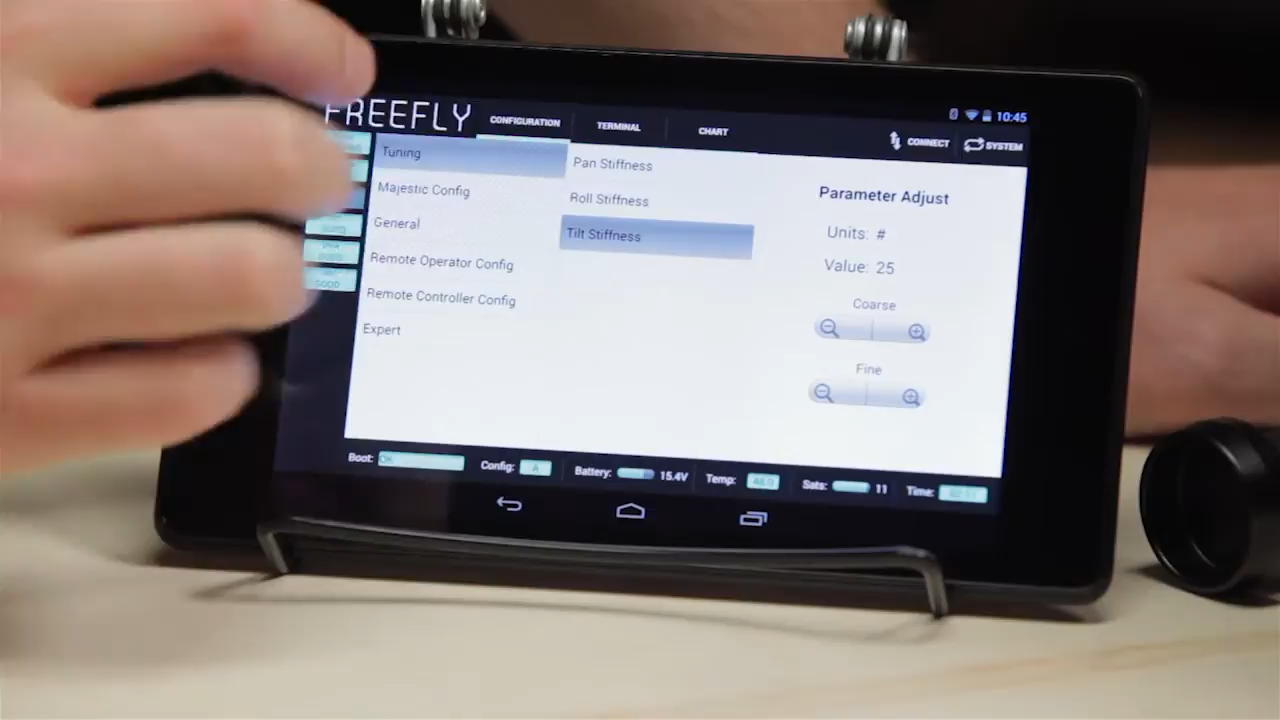 FREEFLY
CONFIGURATION
TERMINAL
CHART
10:45
CONNECT
SYSTEM
Tuning
Majestic Config
General
Remote Operator Config
Remote Controller Config
Expert
Pan Stiffness
Roll Stiffness
Tilt Stiffness
Parameter Adjust
Units: #
Value: 25
Coarse
Fine
Boot: OK
Config: A
Battery: 15.4V
Temp:
Sats: 11
Time: